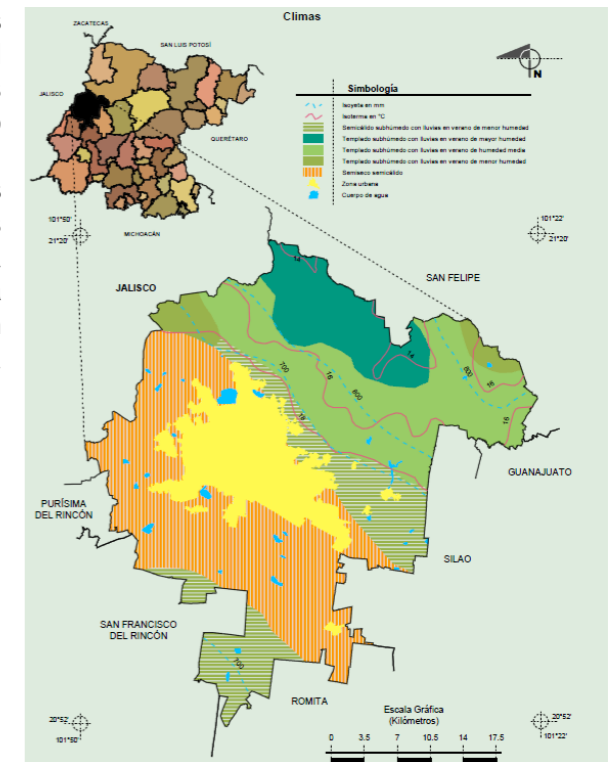 Climas
ZACATECAS
SAN LUIS POTOSÍ
JALISCO
QUERÉTARO
MICHOACÁN
N
Simbología
Isoyeta en mm
Isoterma en °C
Semicálido subhúmedo con lluvias en verano de menor humedad
Templado subhúmedo con lluvias en verano de mayor humedad
Templado subhúmedo con lluvias en verano de humedad media
Templado subhúmedo con lluvias en verano de menor humedad
Semiseco semicálido
Zona urbana
Cuerpo de agua
101°50'
21°20'
101°22'
21°20'
JALISCO
SAN FELIPE
14
14
700
16
600
18
600
16
16
GUANAJUATO
PURÍSIMA
DEL RINCÓN
SILAO
SAN FRANCISCO
DEL RINCÓN
700
ROMITA
Escala Gráfica
(Kilómetros)
0 3.5 7 10.5 14 17.5
20°52'
101°50'
20°52'
101°22'